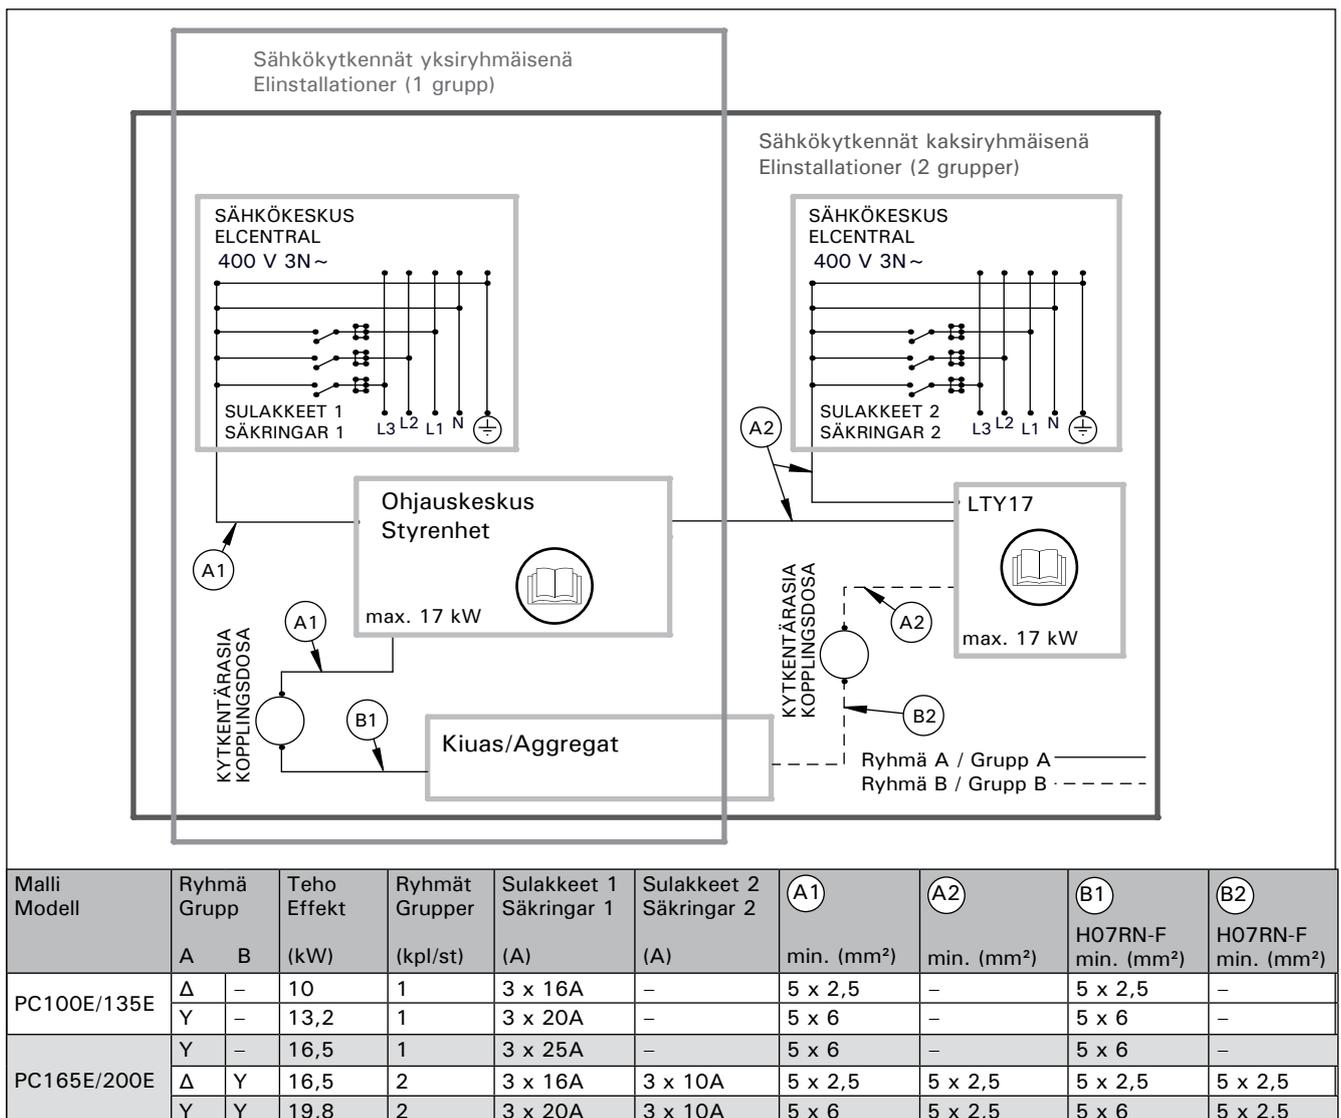 Sähkökytkennät yksiryhmäisenä
Elinstallationer (1 grupp)
Sähkökytkennät kaksiryhmäisenä
Elinstallationer (2 grupper)
SÄHKÖKESKUS
ELCENTRAL
400 V 3N~
SULAKKEET 1
SÄKRINGAR 1
L3 L2 L1 N
SÄHKÖKESKUS
ELCENTRAL
400 V 3N~
SULAKKEET 2
SÄKRINGAR 2
L3 L2 L1 N
A2
Ohjauskeskus
Styrenhet
max. 17 kW
LTY17
max. 17 kW
A1
A1
A2
KYTKENTÄRASIA
KOPPLINGSDOSA
KYTKENTÄRASIA
KOPPLINGSDOSA
B1
B2
Kiuas/Aggregat
Ryhmä A / Grupp A
Ryhmä B / Grupp B
Malli Ryhmä Teho Ryhmät Sulakkeet 1 Sulakkeet 2 A1 A2 B1 B2
Modell Grupp Effekt Grupper Säkringar 1 Säkringar 2
H07RN-F H07RN-F
A B (kW) (kpl/st) (A) (A) min. (mm²) min. (mm²) min. (mm²) min. (mm²)
PC100E/135E Δ – 10 1 3 x 16A – 5 x 2,5 – 5 x 2,5 –
Y – 13,2 1 3 x 20A – 5 x 6 – 5 x 6 –
PC165E/200E Y – 16,5 1 3 x 25A – 5 x 6 – 5 x 6 –
Δ Y 16,5 2 3 x 16A 3 x 10A 5 x 2,5 5 x 2,5 5 x 2,5 5 x 2,5
Y Y 19,8 2 3 x 20A 3 x 10A 5 x 6 5 x 2,5 5 x 6 5 x 2,5